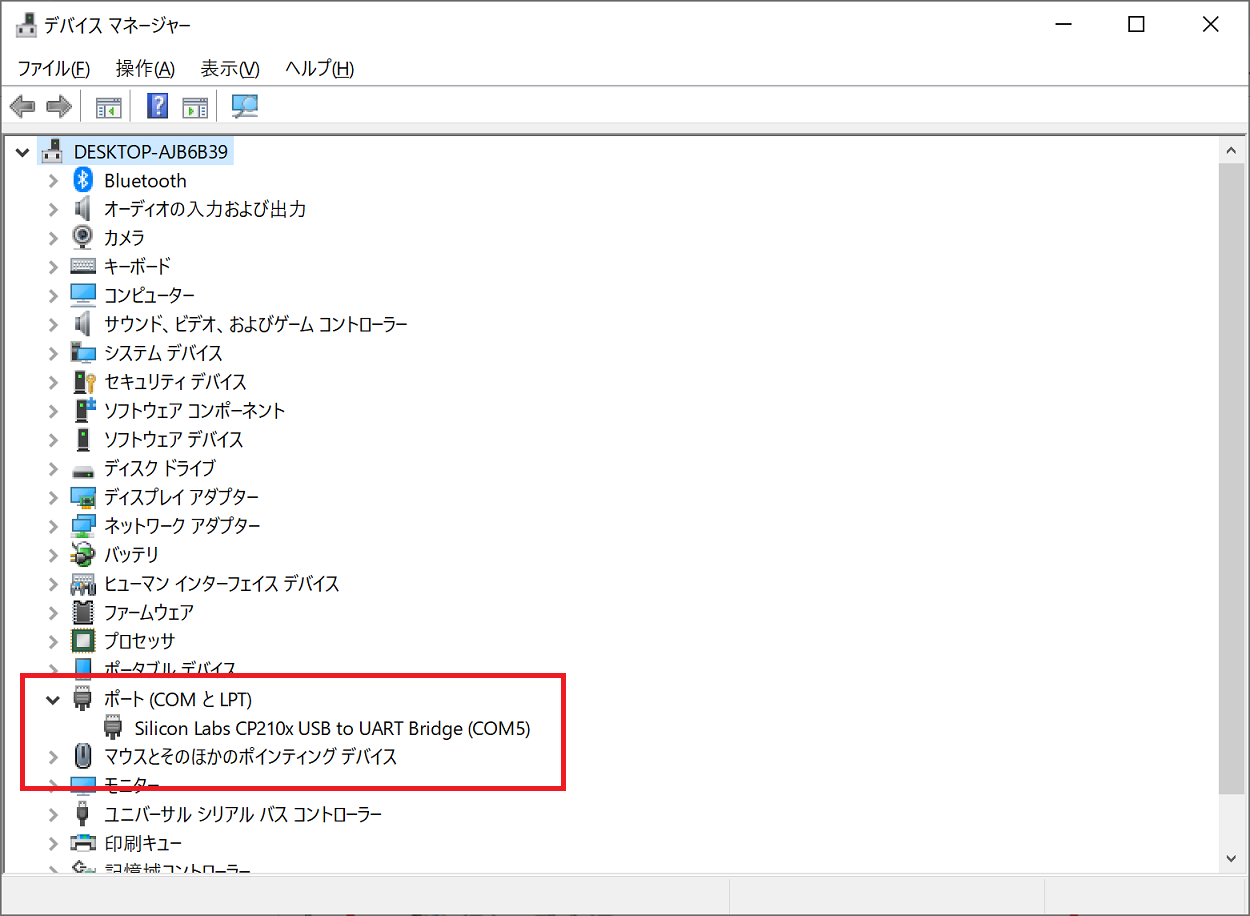 デバイス マネージャー
ファイル(F) 操作(A) 表示(V) ヘルプ(H)
DESKTOP-AJB6B39
Bluetooth
オーディオの入力および出力
カメラ
キーボード
コンピューター
サウンド、ビデオ、およびゲーム コントローラー
システム デバイス
セキュリティ デバイス
ソフトウェア コンポーネント
ソフトウェア デバイス
ディスク ドライブ
ディスプレイ アダプター
ネットワーク アダプター
バッテリ
ヒューマン インターフェイス デバイス
ファームウェア
プロセッサ
ポータブル デバイス
ポート (COM と LPT)
Silicon Labs CP210x USB to UART Bridge (COM5)
マウスとそのほかのポインティング デバイス
モニター
ユニバーサル シリアル バス コントローラー
印刷キュー
記憶域コントローラー